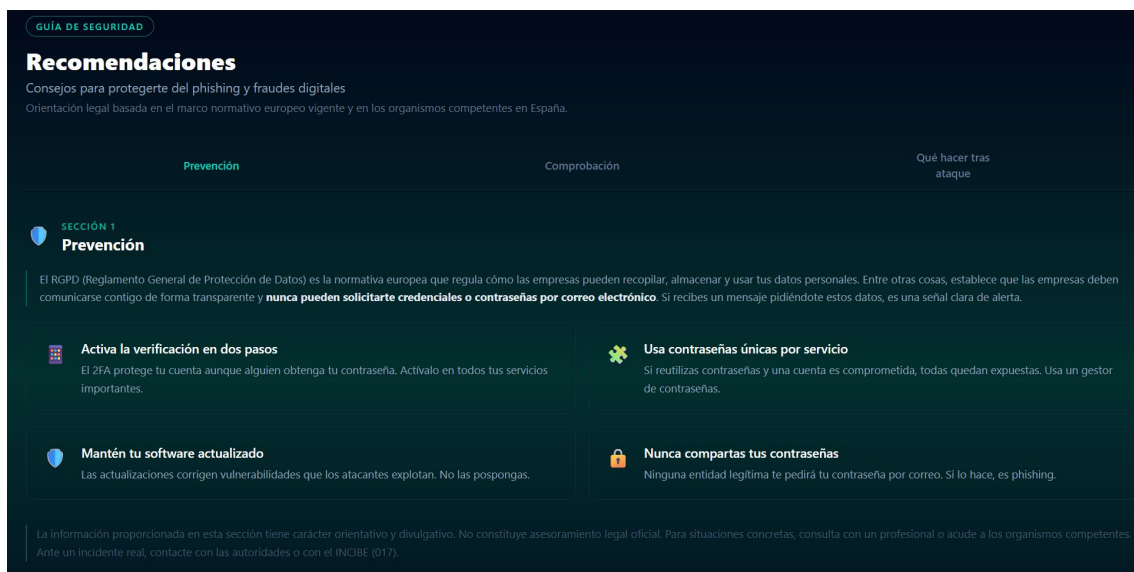 GUÍA DE SEGURIDAD
Recomendaciones
Consejos para protegerte del phishing y fraudes digitales
Orientación legal basada en el marco normativo europeo vigente y en los organismos competentes en España.
Prevención
Comprobación
Qué hacer tras
ataque
SECCIÓN 1
Prevención
El RGPD (Reglamento General de Protección de Datos) es la normativa europea que regula cómo las empresas pueden recopilar, almacenar y usar tus datos personales. Entre otras cosas, establece que las empresas deben
comunicarse contigo de forma transparente y nunca pueden solicitarte credenciales o contraseñas por correo electrónico. Si recibes un mensaje pidiéndote estos datos, es una señal clara de alerta.
Activa la verificación en dos pasos
El 2FA protege tu cuenta aunque alguien obtenga tu contraseña. Actívalo en todos tus servicios
importantes.
Usa contraseñas únicas por servicio
Si reutilizas contraseñas y una cuenta es comprometida, todas quedan expuestas. Usa un gestor
de contraseñas.
Mantén tu software actualizado
Las actualizaciones corrigen vulnerabilidades que los atacantes explotan. No las pospongas.
Nunca compartas tus contraseñas
Ninguna entidad legítima te pedirá tu contraseña por correo. Si lo hace, es phishing.
La información proporcionada en esta sección tiene carácter orientativo y divulgativo. No constituye asesoramiento legal oficial. Para situaciones concretas, consulta con un profesional o acude a los organismos competentes.
Ante un incidente real, contacte con las autoridades o con el INCIBE (017).